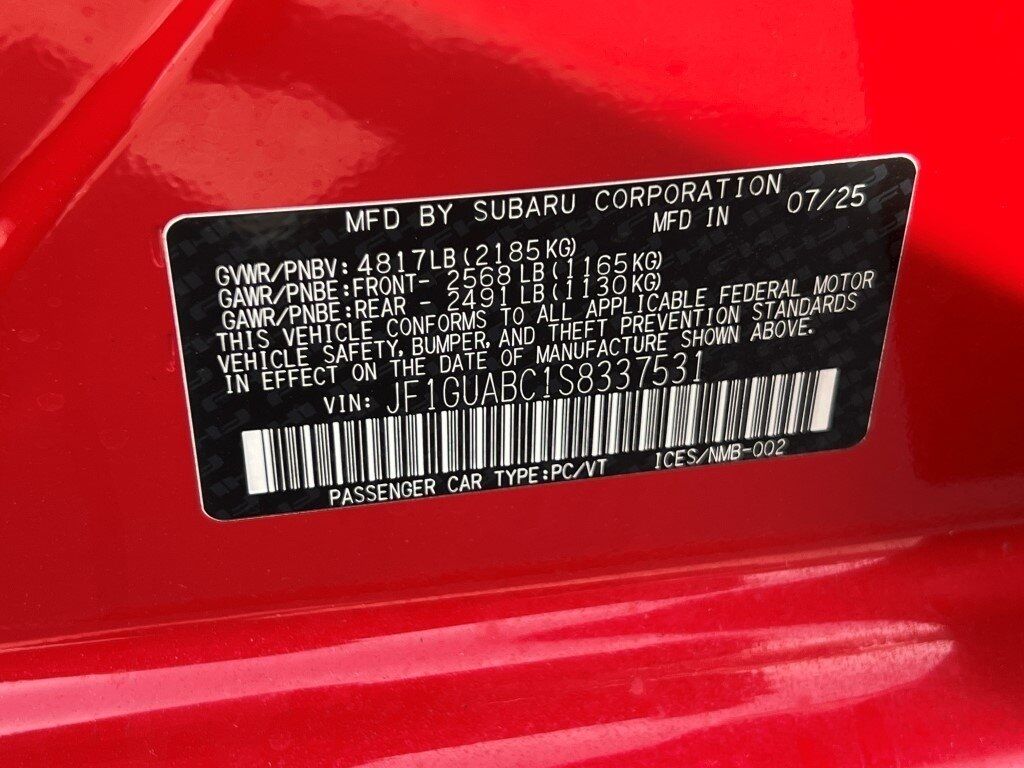 MFD BY SUBARU CORPORATION
MFD IN 07/25
GVWR/PNBV: 4817LB(2185KG)
GAWR/PNBE:FRONT- 2568 LB(1165KG)
GAWR/PNBE:REAR - 2491 LB(1130KG)
THIS VEHICLE CONFORMS TO ALL APPLICABLE FEDERAL MOTOR
VEHICLE SAFETY, BUMPER, AND THEFT PREVENTION STANDARDS
IN EFFECT ON THE DATE OF MANUFACTURE SHOWN ABOVE.
VIN: JF1GUABC1S8337531
PASSENGER CAR TYPE:PC/VT ICES/NMB-002